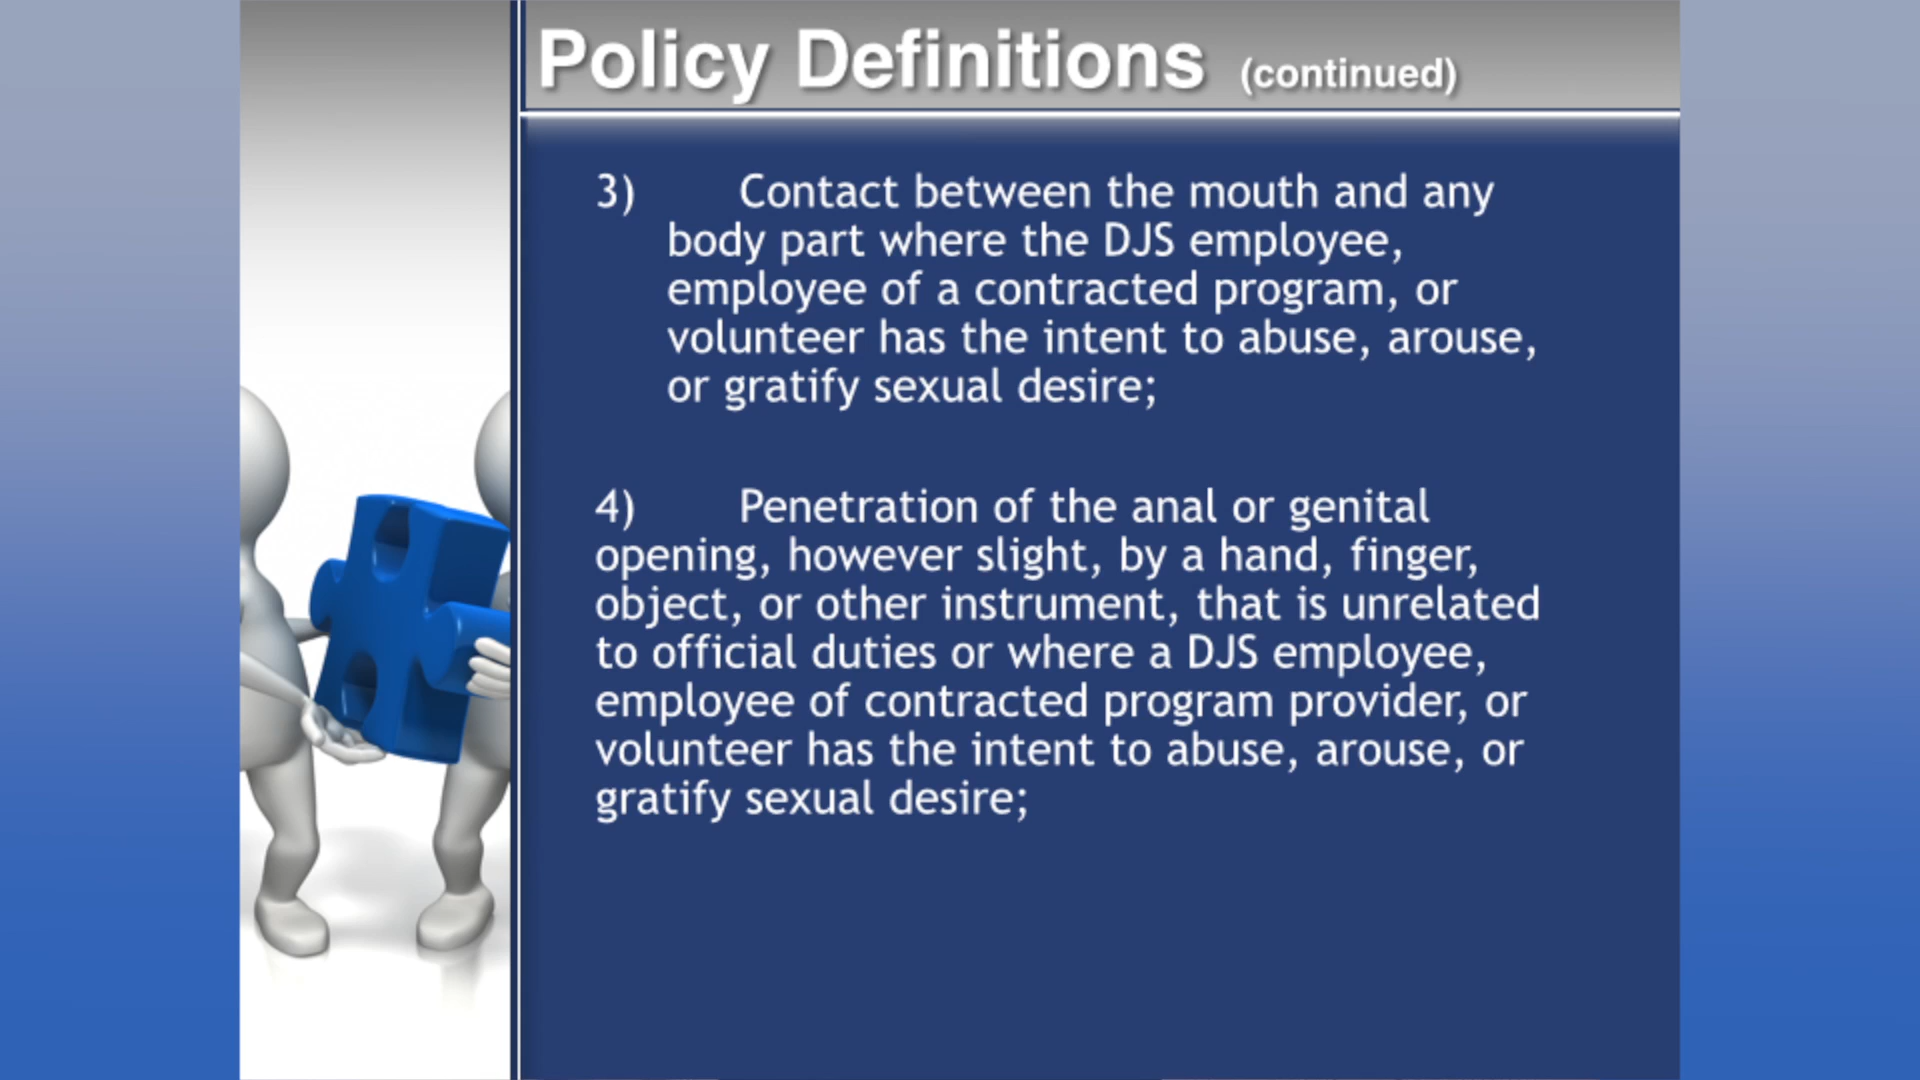 Policy Definitions (continued)
3) Contact between the mouth and any
body part where the DJS employee,
employee of a contracted program, or
volunteer has the intent to abuse, arouse,
or gratify sexual desire;
4) Penetration of the anal or genital
opening, however slight, by a hand, finger,
object, or other instrument, that is unrelated
to official duties or where a DJS employee,
employee of contracted program provider, or
volunteer has the intent to abuse, arouse, or
gratify sexual desire;